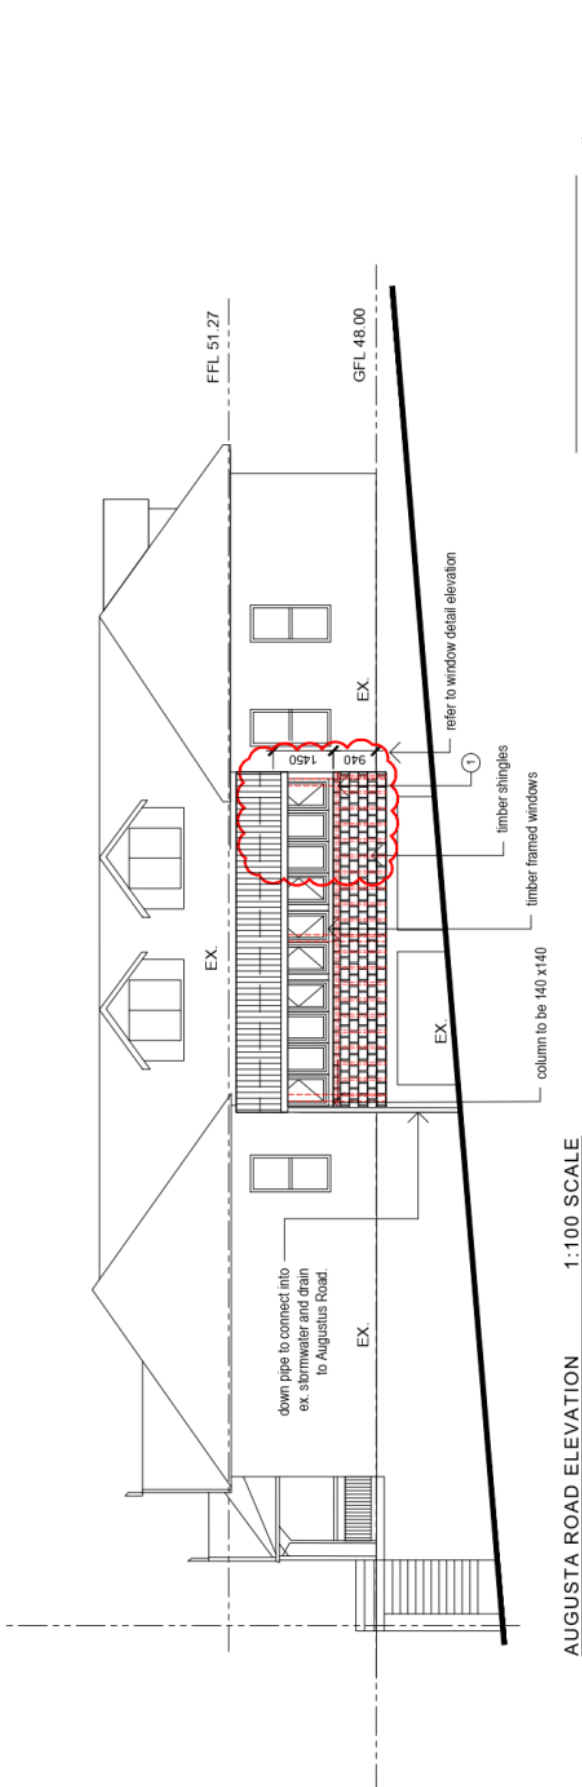 FFL 51.27
GFL 48.00
EX.
down pipe to connect into
ex. stormwater and drain
to Augustus Road.
1450
940
EX.
EX.
EX.
refer to window detail elevation
1
timber shingles
timber framed windows
column to be 140 x140
AUGUSTA ROAD ELEVATION 1:100 SCALE